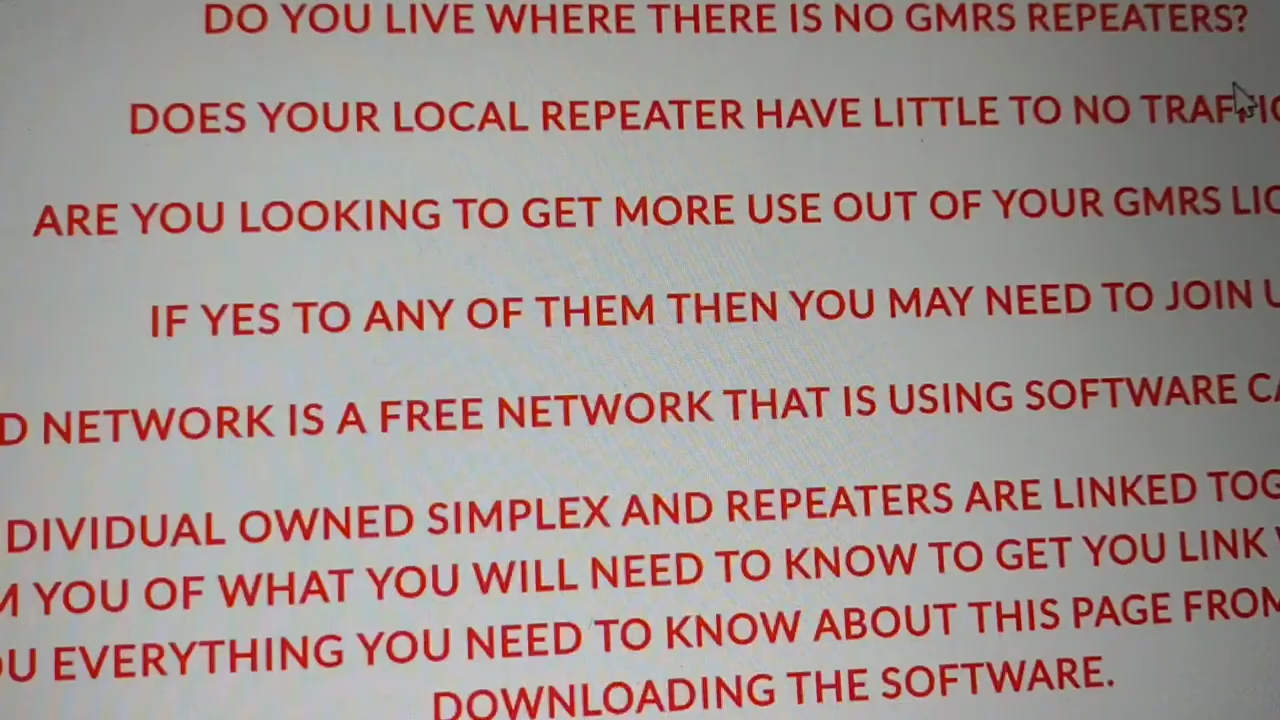 DO YOU LIVE WHERE THERE IS NO GMRS REPEATERS?
DOES YOUR LOCAL REPEATER HAVE LITTLE TO NO
ARE YOU LOOKING TO GET MORE USE OUT OF YOUR GMRS
IF YES TO ANY OF THEM THEN YOU MAY NEED TO JOIN
NETWORK IS A FREE NETWORK THAT IS USING SOFTWARE
OWNED SIMPLEX AND REPEATERS ARE LINKED
YOU OF WHAT YOU WILL NEED TO KNOW TO GET YOU LINK
EVERYTHING YOU NEED TO KNOW ABOUT THIS PAGE FROM
DOWNLOADING THE SOFTWARE.